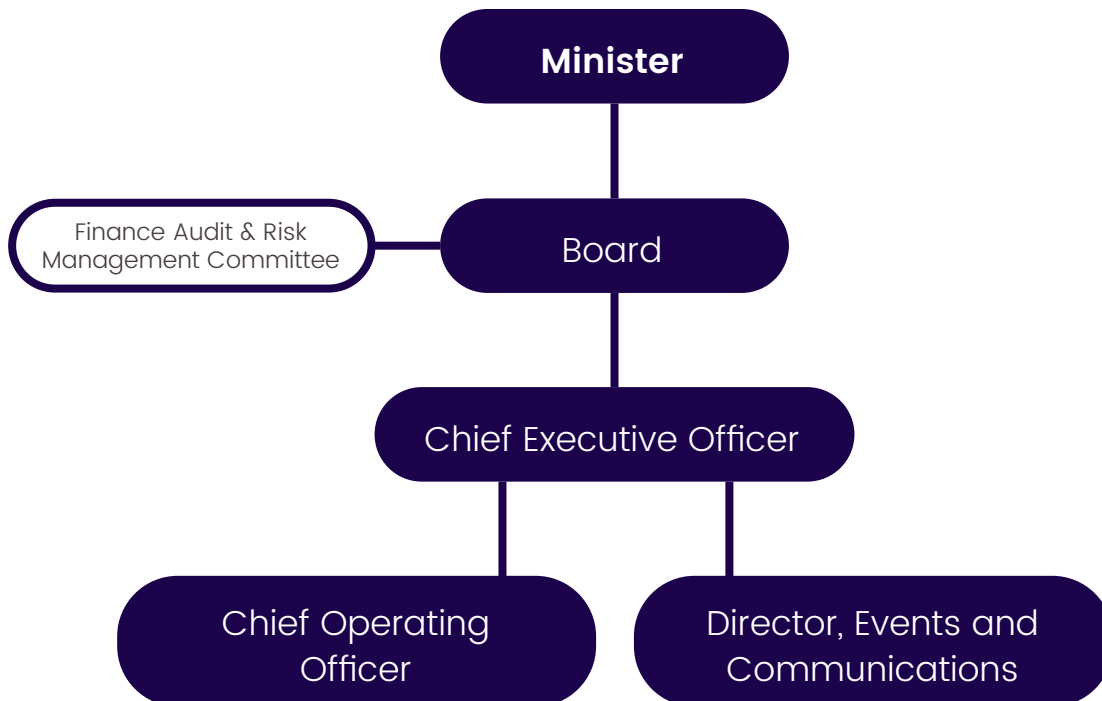 Minister
Finance Audit & Risk
Management Committee
Board
Chief Executive Officer
Chief Operating
Officer
Director, Events and
Communications